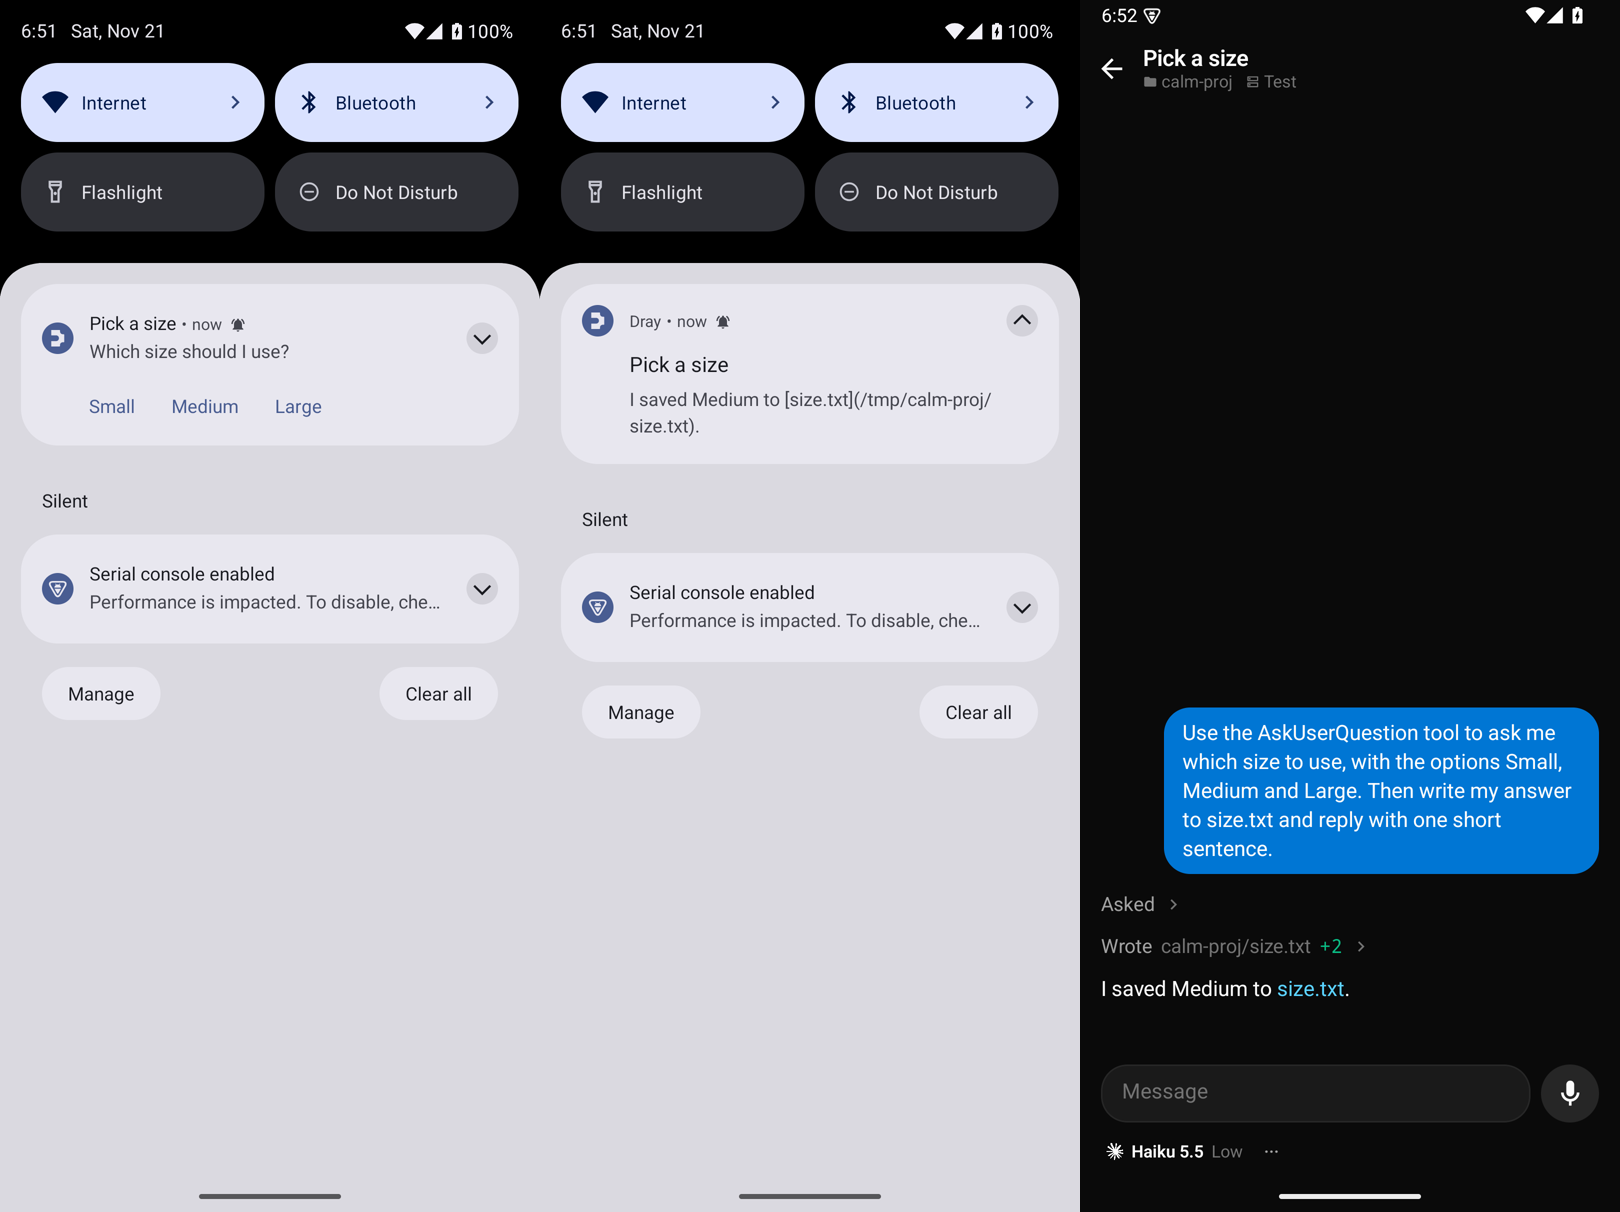 6:51 Sat, Nov 21
100%
Internet
Bluetooth
Flashlight
Do Not Disturb
Pick a size • now
Which size should I use?
Small Medium Large
Silent
Serial console enabled
Performance is impacted. To disable, che...
Manage
Clear all
6:51 Sat, Nov 21
100%
Internet
Bluetooth
Flashlight
Do Not Disturb
Dray • now
Pick a size
I saved Medium to [size.txt](/tmp/calm-proj/
size.txt).
Silent
Serial console enabled
Performance is impacted. To disable, che...
Manage
Clear all
6:52
Pick a size
calm-proj Test
Use the AskUserQuestion tool to ask me
which size to use, with the options Small,
Medium and Large. Then write my answer
to size.txt and reply with one short
sentence.
Asked
Wrote calm-proj/size.txt +2
I saved Medium to size.txt.
Message
Haiku 5.5 Low ...